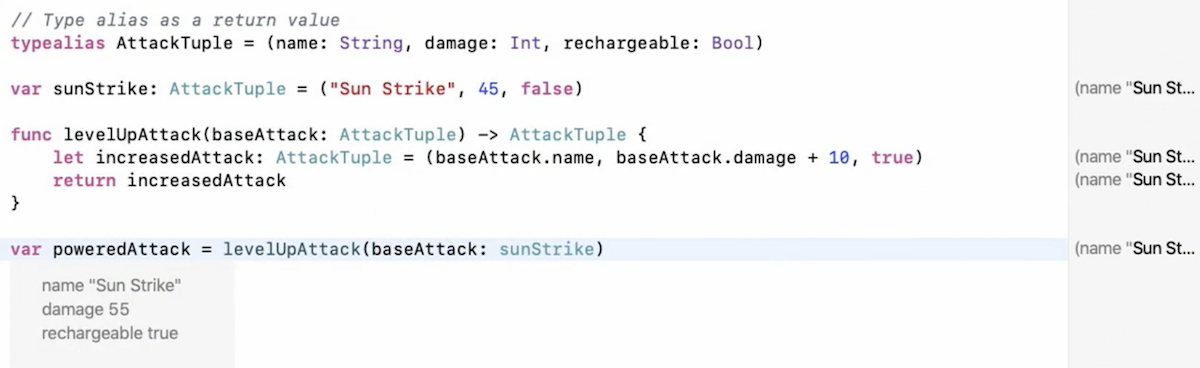 // Type alias as a return value
typealias AttackTuple = (name: String, damage: Int, rechargeable: Bool)
var sunStrike: AttackTuple = ("Sun Strike", 45, false)
(name "Sun St...
func levelUpAttack(baseAttack: AttackTuple) -> AttackTuple {
let increasedAttack: AttackTuple = (baseAttack.name, baseAttack.damage + 10, true)
(name "Sun St...
return increasedAttack
(name "Sun St...
}
var poweredAttack = levelUpAttack(baseAttack: sunStrike)
(name "Sun St...
name "Sun Strike"
damage 55
rechargeable true